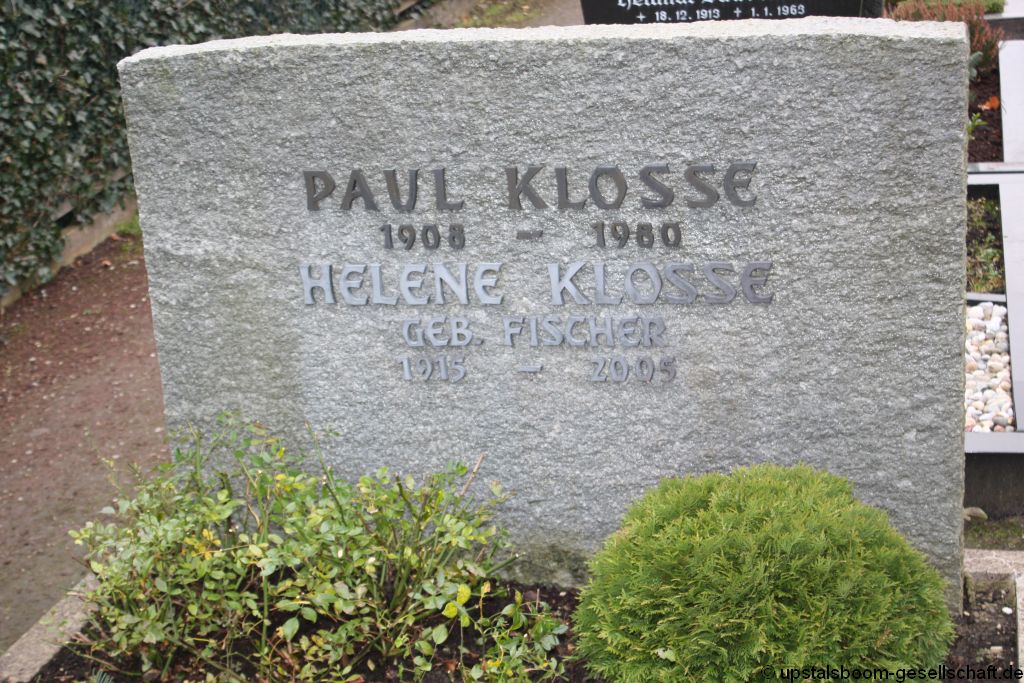 + 18.12.1913 + 1.1.1963
PAUL KLOSSE
1908 – 1980
HELENE KLOSSE
GEB. FISCHER
1915 – 2005
© upstalsboom-gesellschaft.de